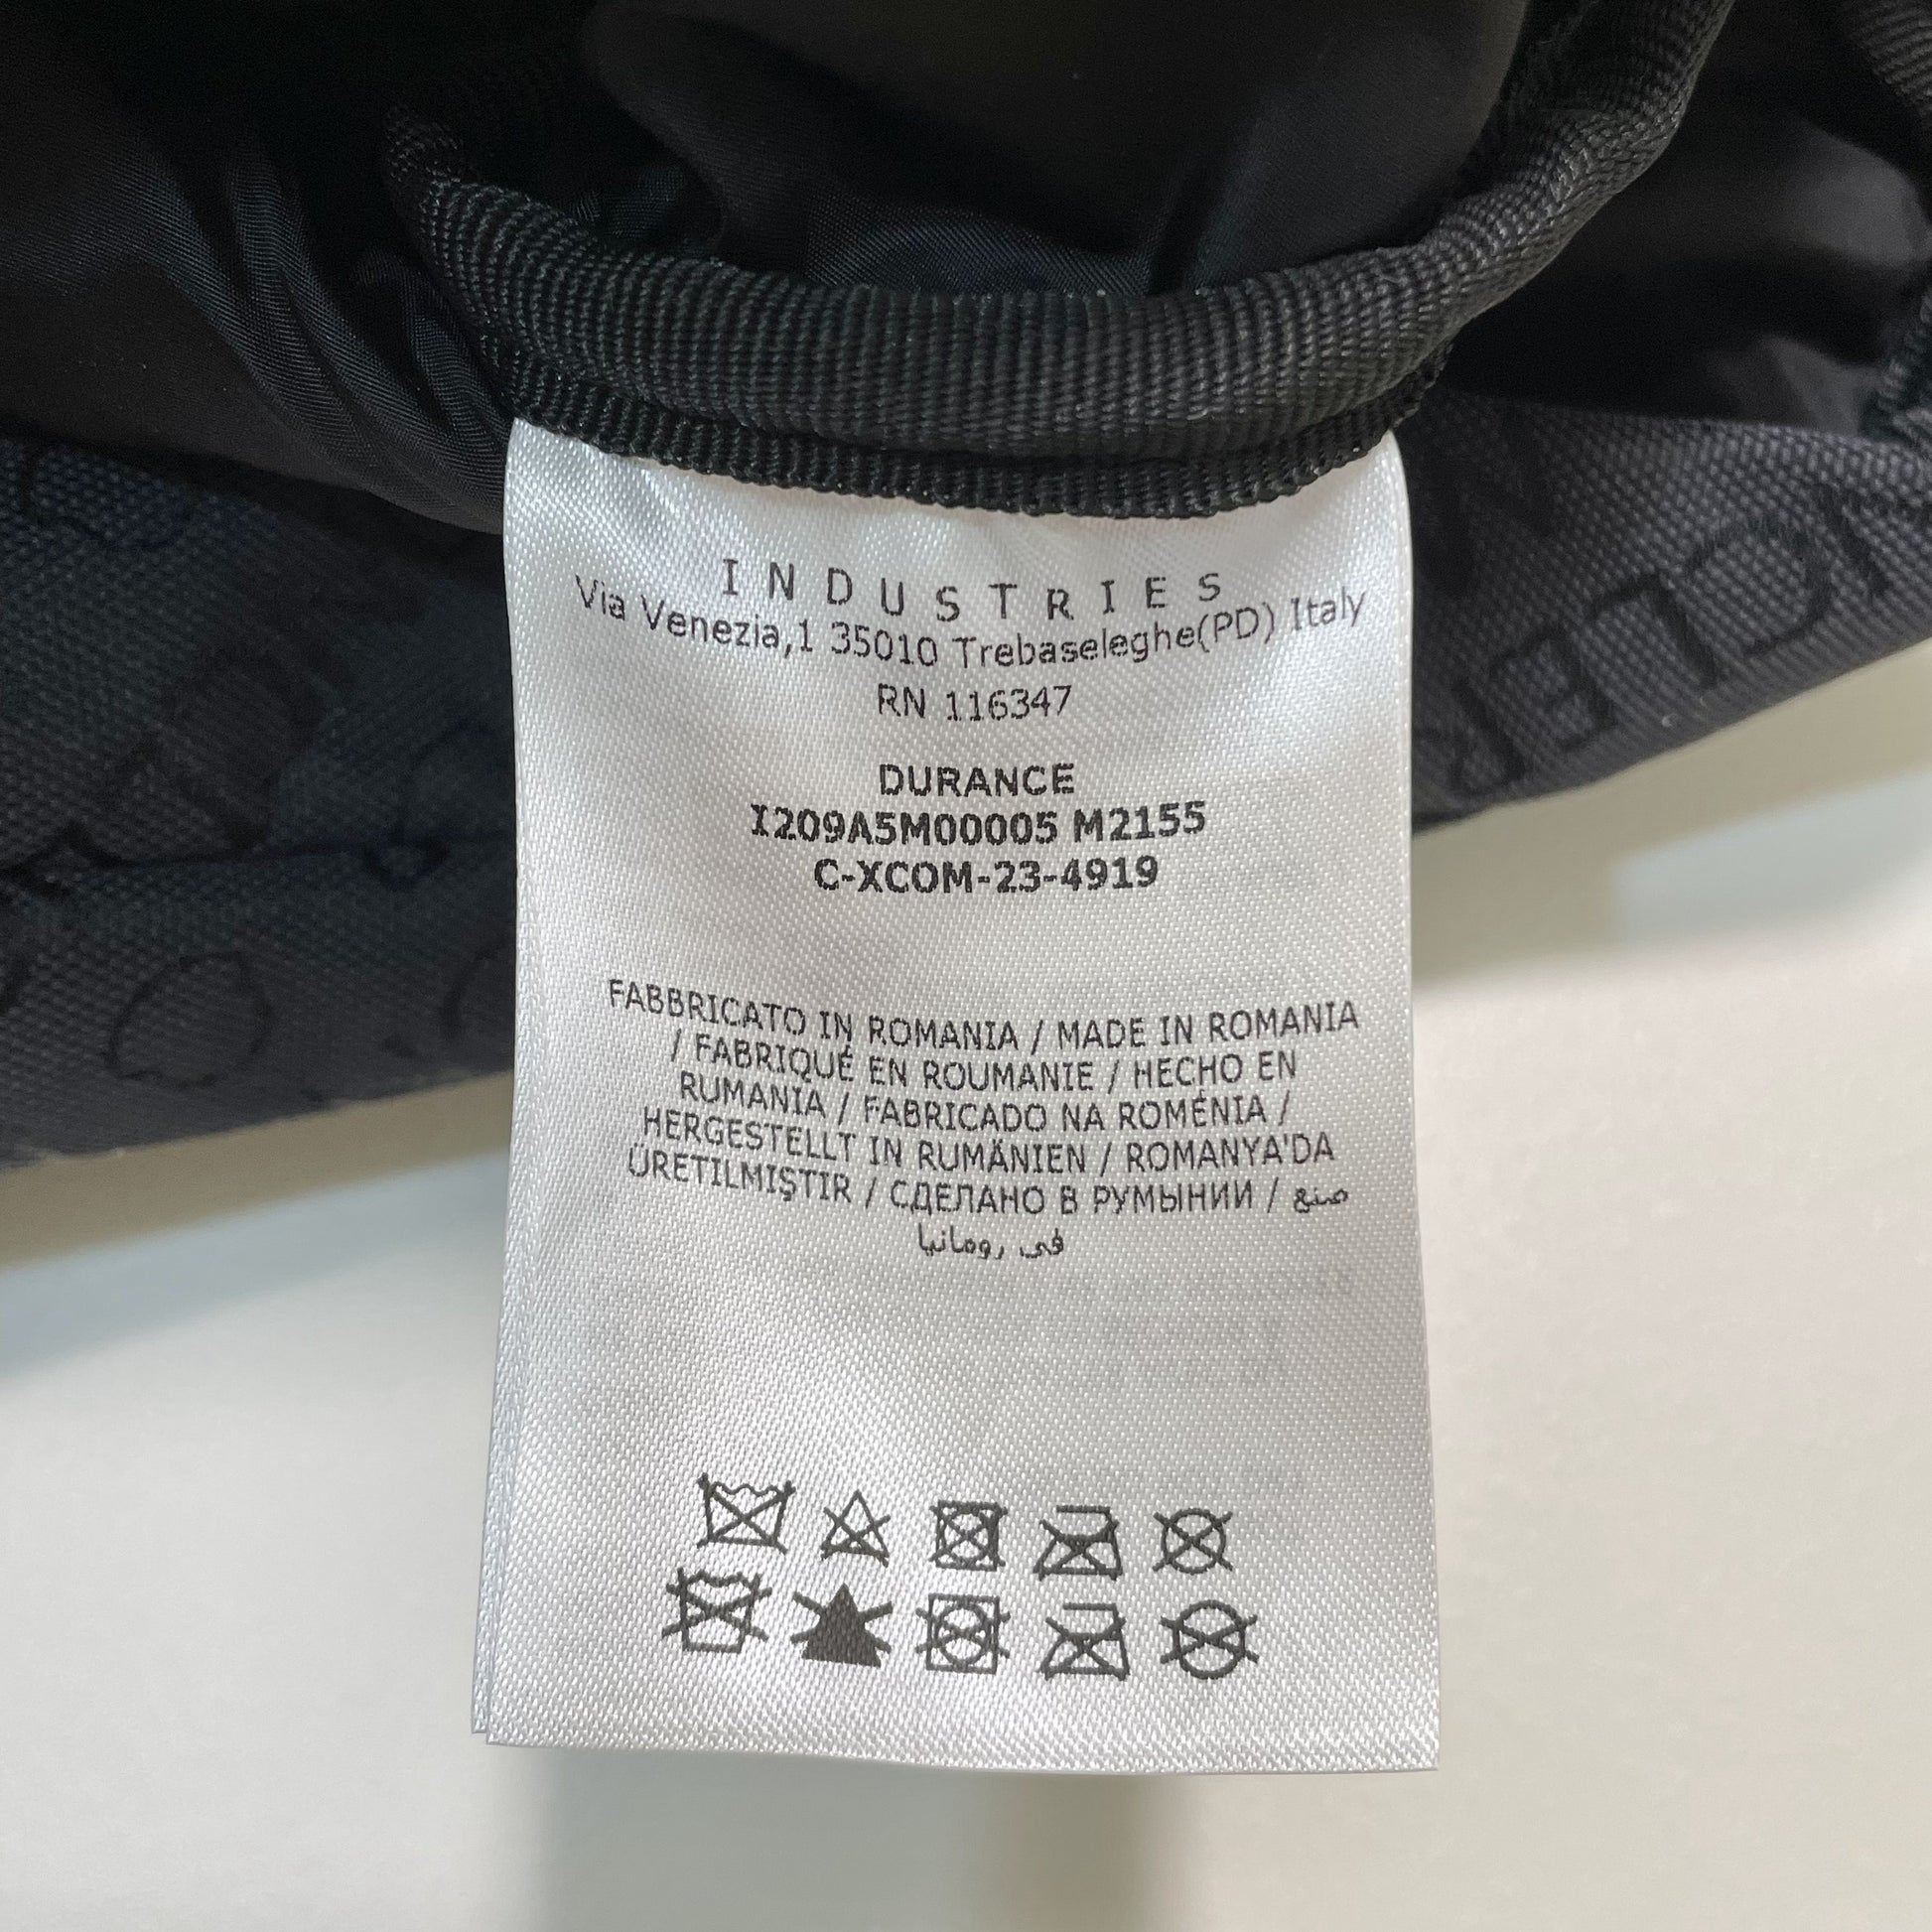 INDUSTRIES
Via Venezia,1 35010 Trebaseleghe(PD) Italy
RN 116347
DURANCE
I209A5M00005 M2155
C-XCOM-23-4919
FABBRICATO IN ROMANIA / MADE IN ROMANIA
/ FABRIQUÉ EN ROUMANIE / HECHO EN
RUMANIA / FABRICADO NA ROMÉNIA /
HERGESTELLT IN RUMÄNIEN / ROMANYA'DA
ÜRETILMIŞTIR / СДЕЛАНО В РУМЫНИИ / صنع
في رومانيا